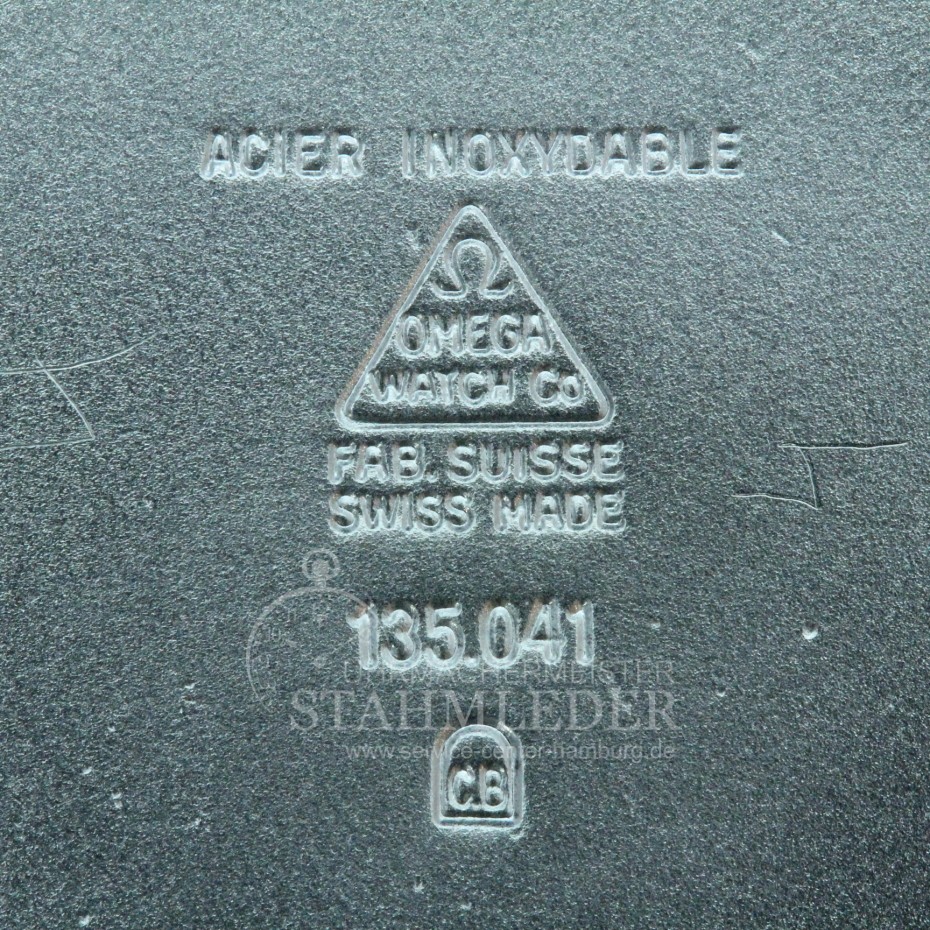 ACIER INOXYDABLE
Ω
OMEGA
WATCH Co
FAB. SUISSE
SWISS MADE
135.041
UHRMACHERMEISTER
STAHMLEDER
www.service-center-hamburg.de
C.B